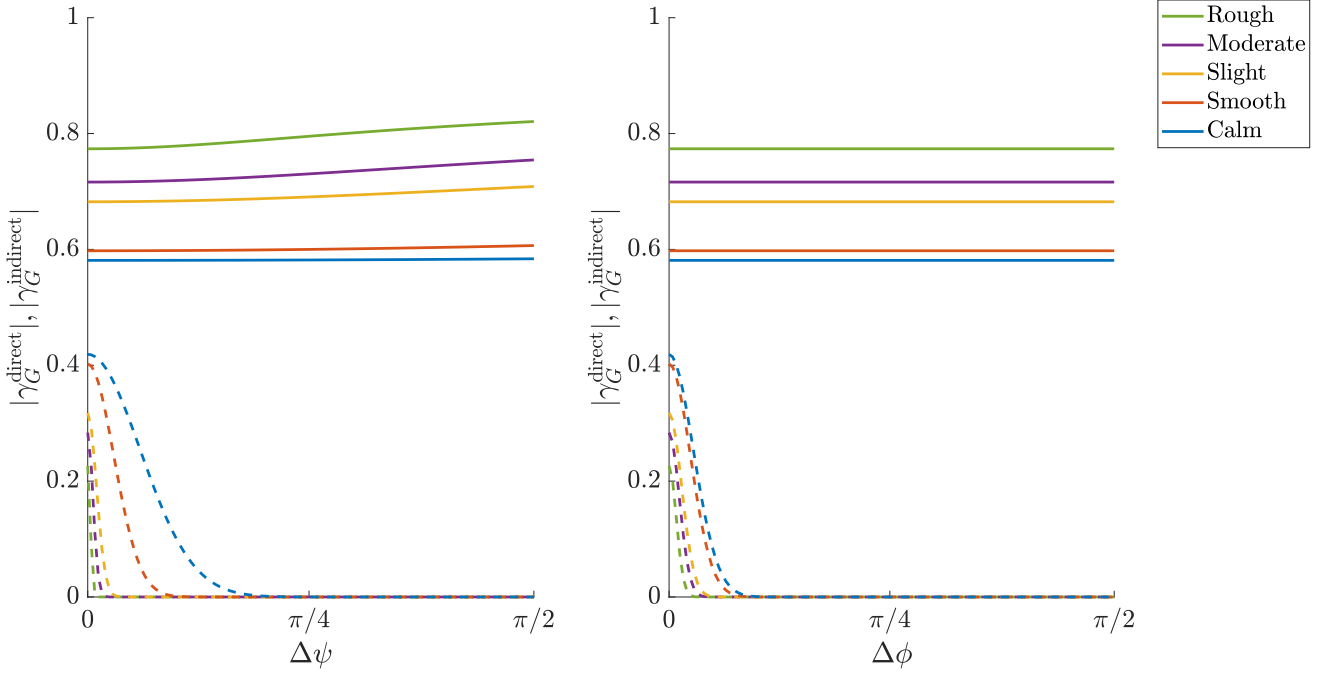 1
0.8
0.6
0.4
0.2
0
0
π/4
π/2
Δψ
|γ_G^direct|, |γ_G^indirect|
1
0.8
0.6
0.4
0.2
0
0
π/4
π/2
Δϕ
|γ_G^direct|, |γ_G^indirect|
Rough
Moderate
Slight
Smooth
Calm